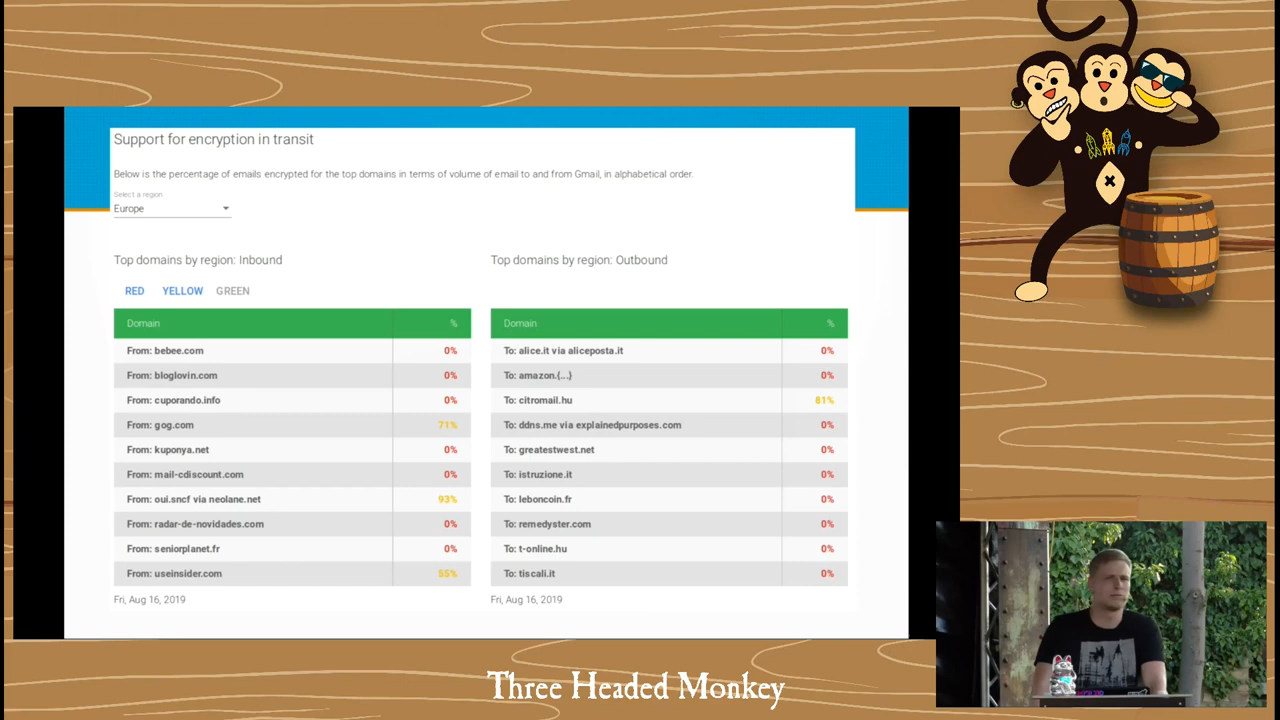 Support for encryption in transit
Below is the percentage of emails encrypted for the top domains in terms of volume of email to and from Gmail, in alphabetical order.
Select a region
Europe
Top domains by region: Inbound
RED YELLOW GREEN
Domain %
From: bebee.com 0%
From: bloglovin.com 0%
From: cuporando.info 0%
From: gog.com 71%
From: kuponya.net 0%
From: mail-cdiscount.com 0%
From: oui.sncf via neolane.net 93%
From: radar-de-novidades.com 0%
From: seniorplanet.fr 0%
From: useinsider.com 55%
Fri, Aug 16, 2019
Top domains by region: Outbound
Domain %
To: alice.it via aliceposta.it 0%
To: amazon.{...} 0%
To: citromail.hu 81%
To: ddns.me via explainedpurposes.com 0%
To: greatestwest.net 0%
To: istruzione.it 0%
To: leboncoin.fr 0%
To: remedyster.com 0%
To: t-online.hu 0%
To: tiscali.it 0%
Fri, Aug 16, 2019
Three Headed Monkey